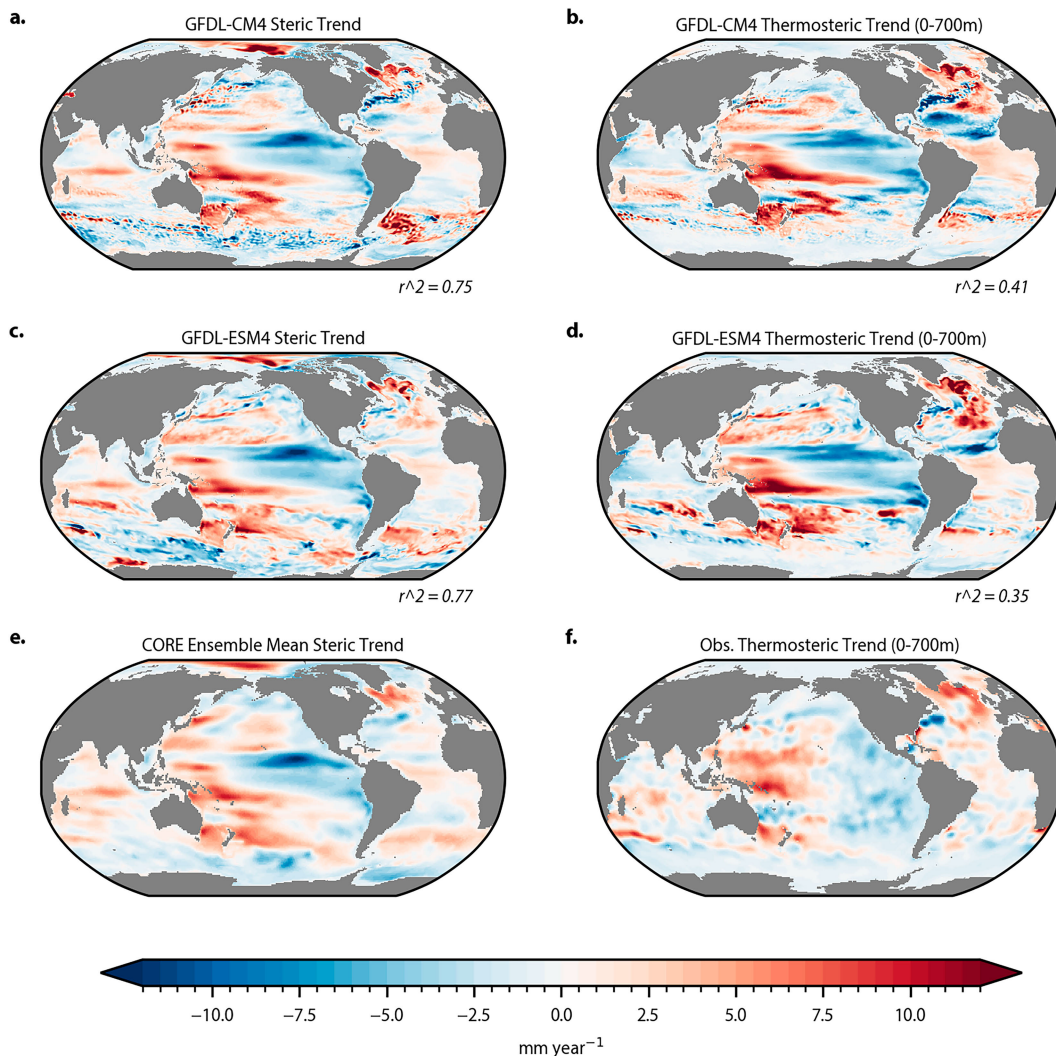 a.
GFDL-CM4 Steric Trend
r^2 = 0.75
b.
GFDL-CM4 Thermosteric Trend (0-700m)
r^2 = 0.41
c.
GFDL-ESM4 Steric Trend
r^2 = 0.77
d.
GFDL-ESM4 Thermosteric Trend (0-700m)
r^2 = 0.35
e.
CORE Ensemble Mean Steric Trend
f.
Obs. Thermosteric Trend (0-700m)
−10.0 −7.5 −5.0 −2.5 0.0 2.5 5.0 7.5 10.0
mm year⁻¹